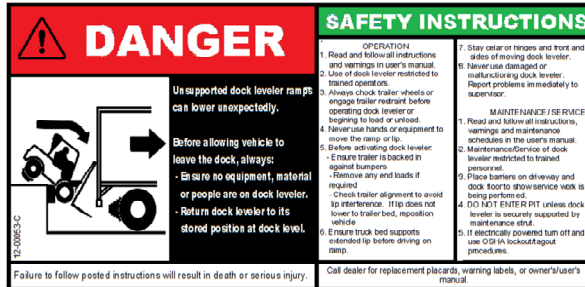 DANGER
Unsupported dock leveler ramps
can lower unexpectedly.
Before allowing vehicle to
leave the dock, always:
- Ensure no equipment, material
or people are on dock leveler.
- Return dock leveler to its
stored position at dock level.
12-00053-C
Failure to follow posted instructions will result in death or serious injury.
SAFETY INSTRUCTIONS
OPERATION
1. Read and follow all instructions
and varnings in user's manual.
2. Use of dock leveler restricted to
trained operators.
3. Always chock trailer wheels or
engage trailer restraint before
operating dock leveler or
begining to load or unload.
4. Never use hands or equipment to
move the ramp or lip.
5. Before activating dock leveler:
- Ensure trailer is backed in
against bumpers
- Remove any end loads if
required
- Check trailer alignment to avoid
lip interference. If lip does not
lower to trailer bed, reposition
vehicle
6. Ensure truck bed supports
extended lip before driving on
ramp.
7. Stay celar or hinges and front and
sides of moving dock leveler.
8. Never use damaged or
malfunctioning dock leveler.
Report problems immediately to
supervisor.
MAINTENANCE / SERVICE
1. Read and follow all instructions,
varnings and maintenance
schedules in the user's manual.
2. Maintenance/Service of dock
leveler restricted to trained
personnel.
3. Place barriers on driveway and
dock floor to show service work is
being performed.
4. DO NOT ENTER PIT unless dock
leveler is securely supported by
maintenance strut.
5. If electrically powered turn off and
use OSHA lockout/tagout
procedures.
Call dealer for replacement placards, warning labels, or owner's/user's
manual.